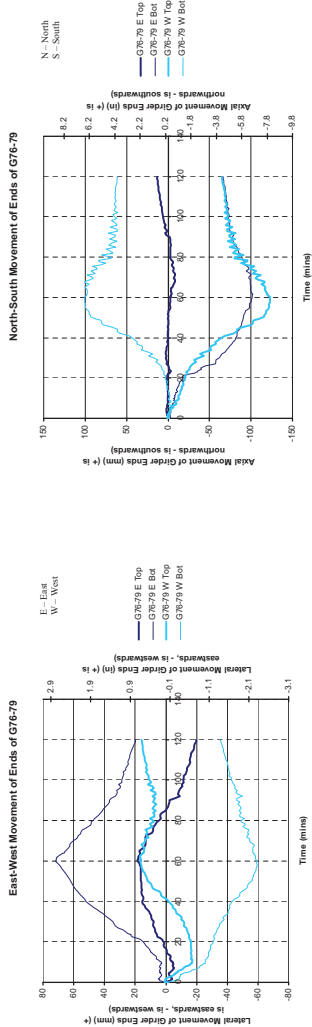 East-West Movement of Ends of G76-79
Lateral Movement of Girder Ends (mm) (+
is eastwards, - is westwards)
80
60
40
20
0
-20
-40
-60
-80
0
20
40
60
80
100
120
140
Time (mins)
2.9
1.9
0.9
-0.1
-1.1
-2.1
-3.1
Lateral Movement of Girder Ends (in) (+ is
eastwards, - is westwards)
E – East
W – West
G76-79 E Top
G76-79 E Bot
G76-79 W Top
G76-79 W Bot
North-South Movement of Ends of G76-79
Axial Movement of Girder Ends (mm) (+ is
northwards - is southwards)
150
100
50
0
-50
-100
-150
0
20
40
60
80
100
120
140
Time (mins)
8.2
6.2
4.2
2.2
0.2
-1.8
-3.8
-5.8
-7.8
-9.8
Axial Movement of Girder Ends (in) (+ is
northwards - is southwards)
N – North
S – South
G76-79 E Top
G76-79 E Bot
G76-79 W Top
G76-79 W Bot